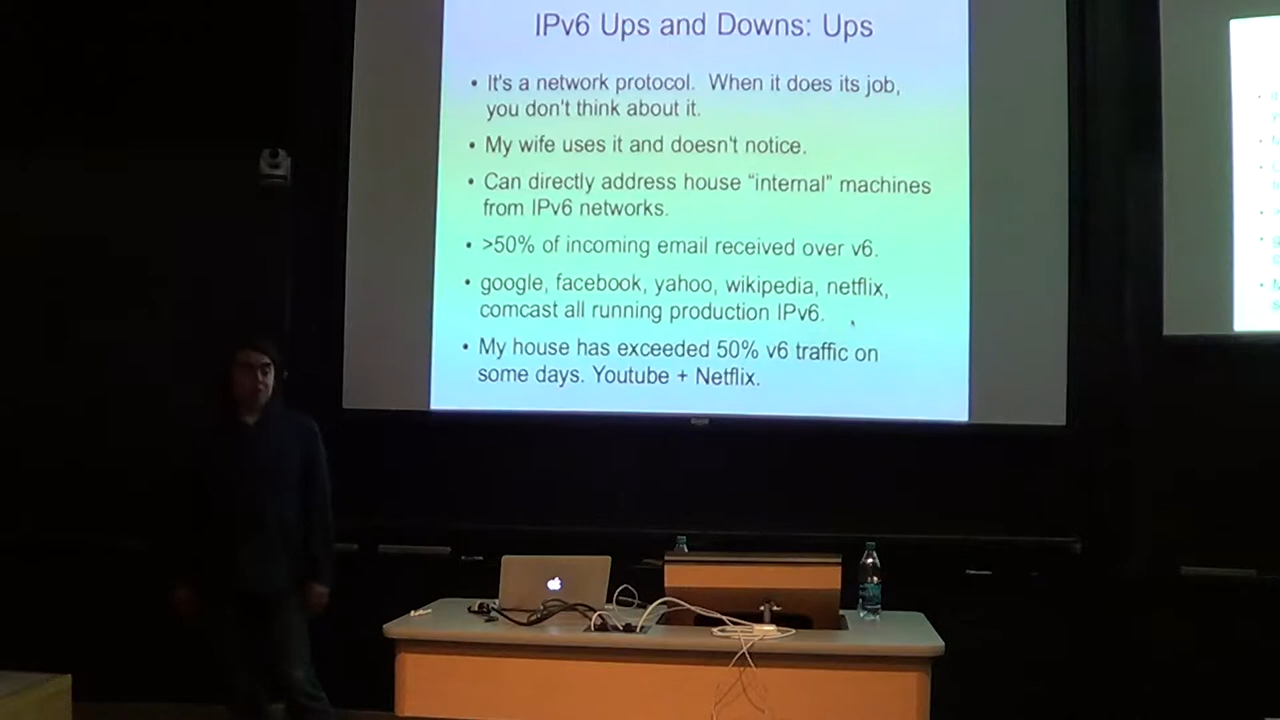 IPv6 Ups and Downs: Ups
• It's a network protocol. When it does its job,
you don't think about it.
• My wife uses it and doesn't notice.
• Can directly address house “internal” machines
from IPv6 networks.
• >50% of incoming email received over v6.
• google, facebook, yahoo, wikipedia, netflix,
comcast all running production IPv6.
• My house has exceeded 50% v6 traffic on
some days. Youtube + Netflix.